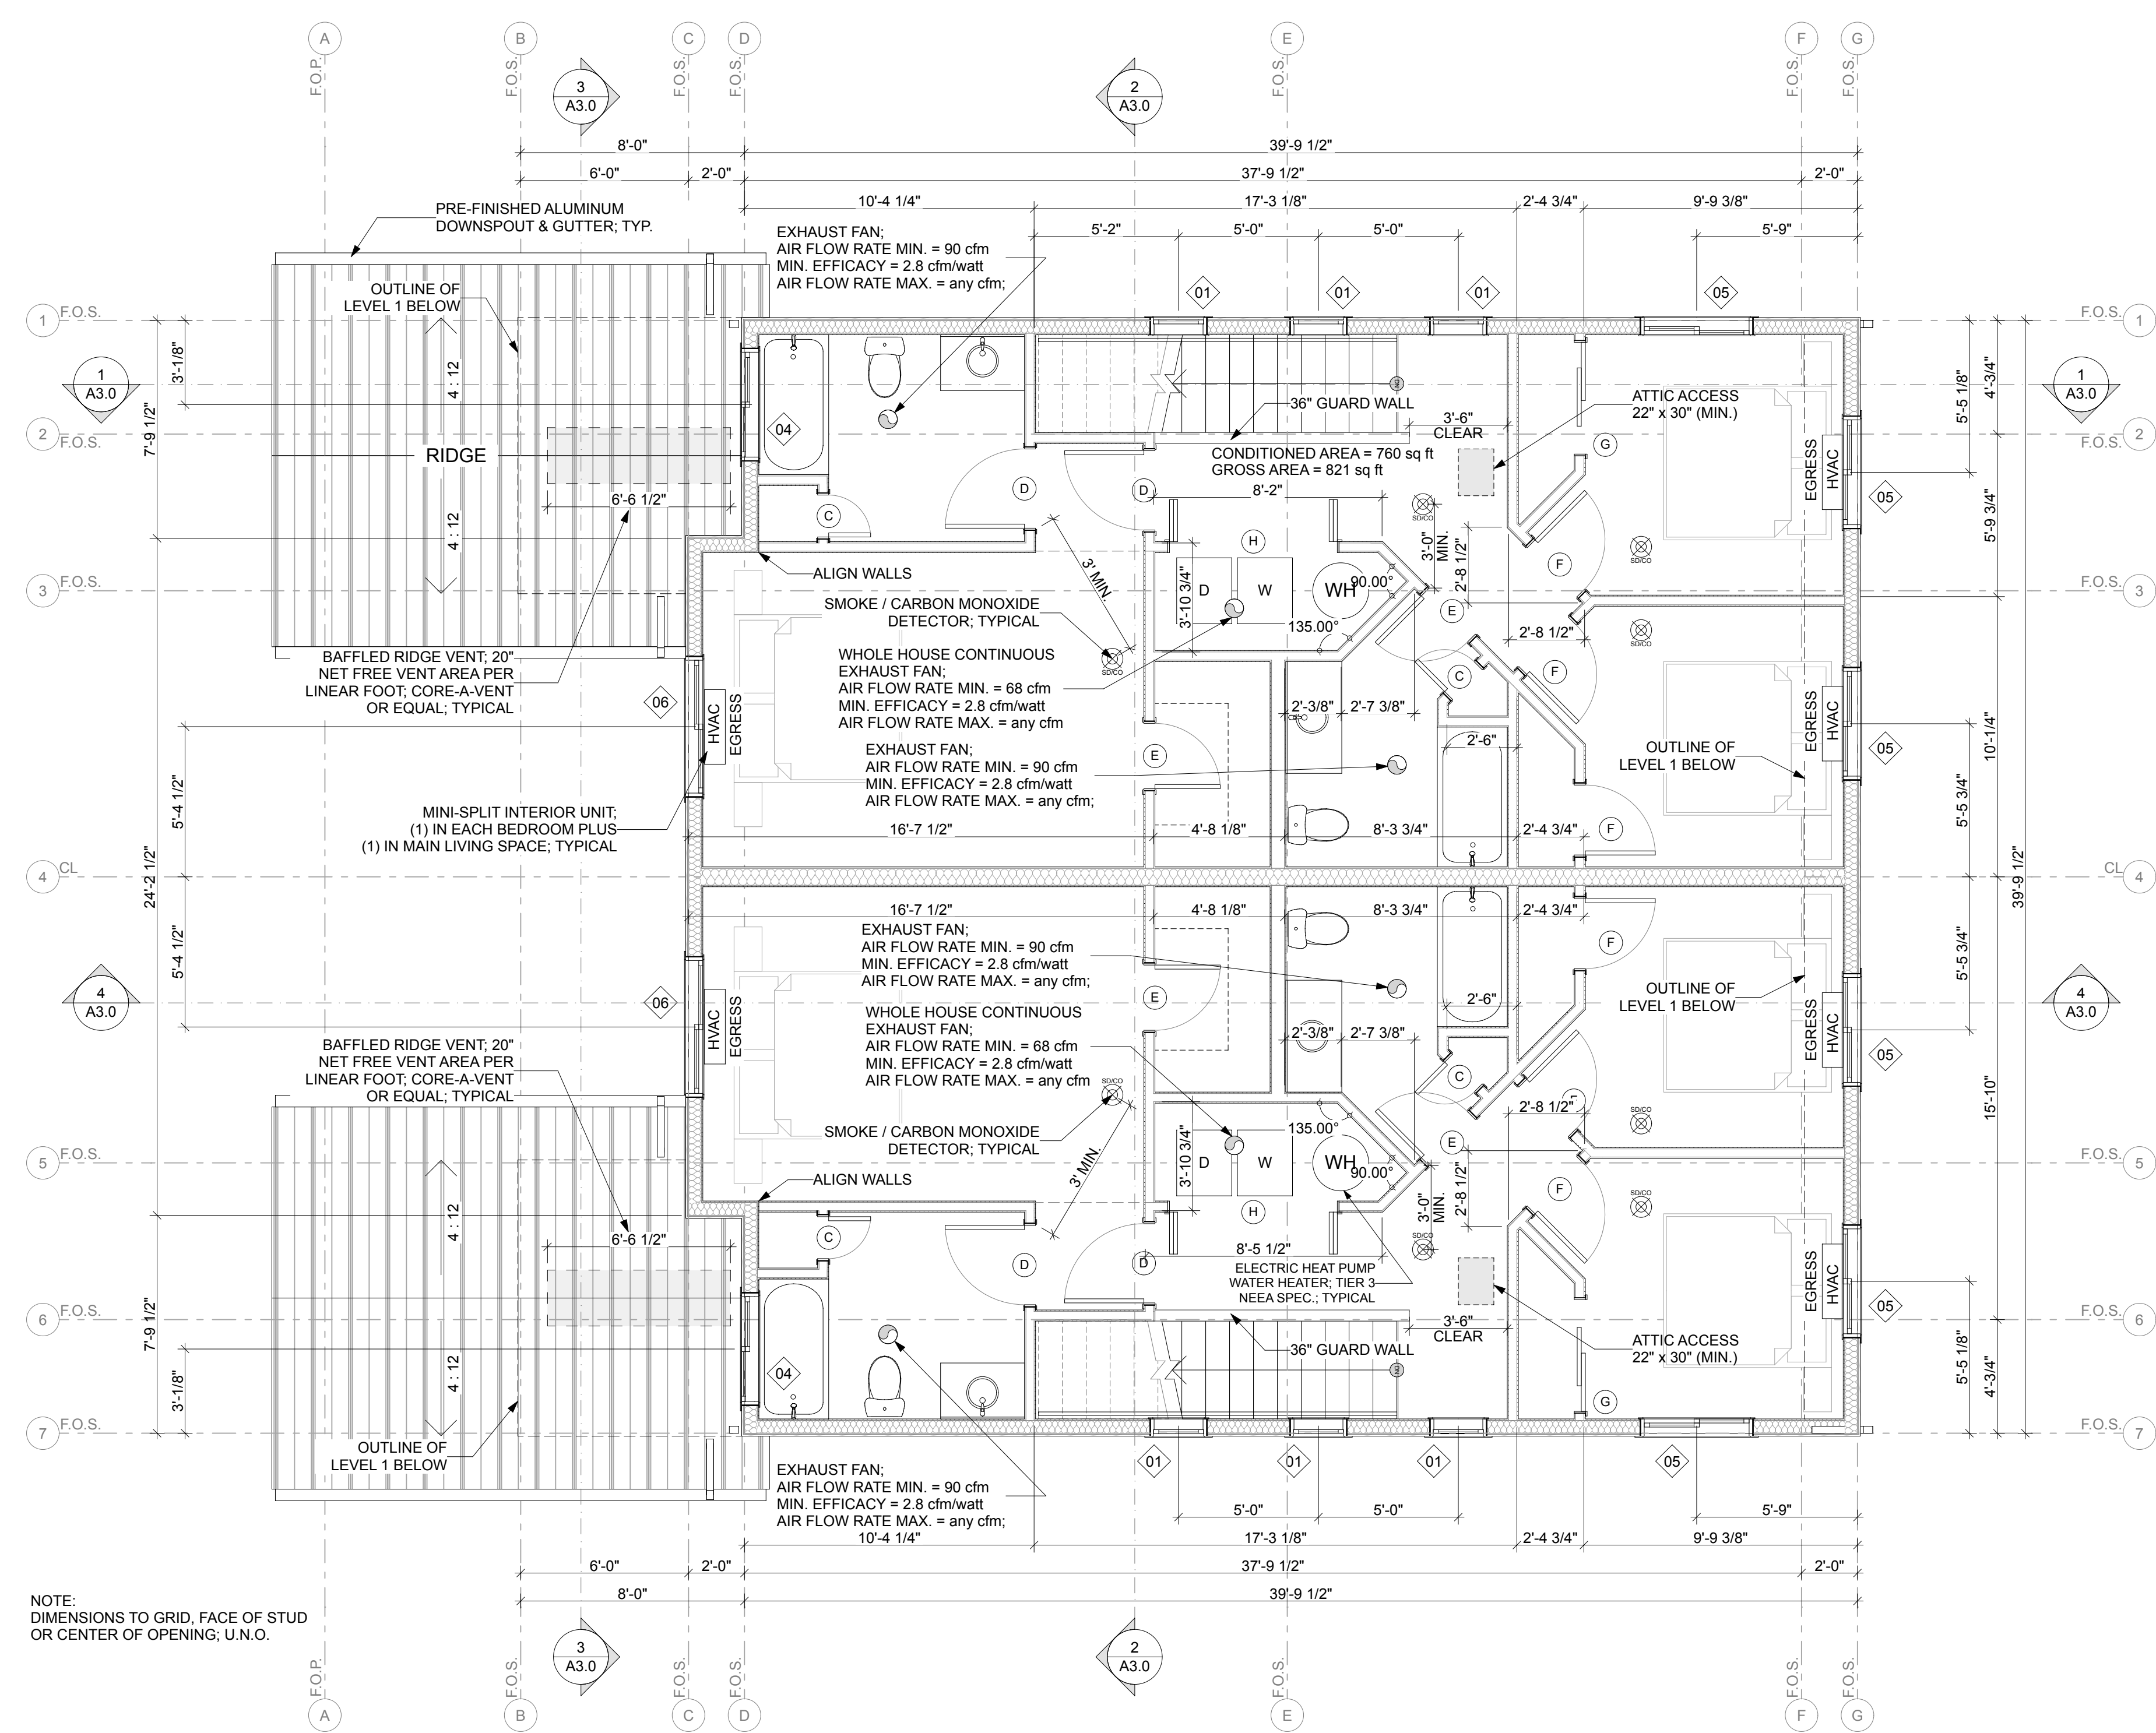 A
B
C
D
E
F
G
F.O.P.
F.O.S.
F.O.S.
F.O.S.
F.O.S.
F.O.S.
3
A3.0
2
A3.0
8'-0"
39'-9 1/2"
6'-0"
2'-0"
37'-9 1/2"
2'-0"
10'-4 1/4"
17'-3 1/8"
2'-4 3/4"
9'-9 3/8"
5'-2"
5'-0"
5'-0"
5'-9"
PRE-FINISHED ALUMINUM
DOWNSPOUT & GUTTER; TYP.
EXHAUST FAN;
AIR FLOW RATE MIN. = 90 cfm
MIN. EFFICACY = 2.8 cfm/watt
AIR FLOW RATE MAX. = any cfm;
OUTLINE OF
LEVEL 1 BELOW
01
01
01
05
1
F.O.S.
F.O.S.
1
1
A3.0
1
A3.0
3'-1/8"
7'-9 1/2"
4 : 12
04
36" GUARD WALL
3'-6"
CLEAR
ATTIC ACCESS
22" x 30" (MIN.)
5'-5 1/8"
4'-3/4"
2
F.O.S.
F.O.S.
2
RIDGE
CONDITIONED AREA = 760 sq ft
GROSS AREA = 821 sq ft
G
EGRESS
HVAC
05
6'-6 1/2"
4 : 12
C
D
D
8'-2"
SD/CO
H
3'-0"
MIN.
2'-8 1/2"
F
SD/CO
5'-9 3/4"
3
F.O.S.
F.O.S.
3
ALIGN WALLS
3' MIN.
3'-10 3/4"
D
W
WH
90.00°
135.00°
E
2'-8 1/2"
SD/CO
SMOKE / CARBON MONOXIDE
DETECTOR; TYPICAL
SD/CO
BAFFLED RIDGE VENT; 20"
NET FREE VENT AREA PER
LINEAR FOOT; CORE-A-VENT
OR EQUAL; TYPICAL
WHOLE HOUSE CONTINUOUS
EXHAUST FAN;
AIR FLOW RATE MIN. = 68 cfm
MIN. EFFICACY = 2.8 cfm/watt
AIR FLOW RATE MAX. = any cfm
C
F
06
HVAC
EGRESS
2'-3/8"
2'-7 3/8"
2'-6"
EXHAUST FAN;
AIR FLOW RATE MIN. = 90 cfm
MIN. EFFICACY = 2.8 cfm/watt
AIR FLOW RATE MAX. = any cfm;
E
OUTLINE OF
LEVEL 1 BELOW
EGRESS
HVAC
05
10'-1/4"
5'-5 3/4"
5'-4 1/2"
MINI-SPLIT INTERIOR UNIT;
(1) IN EACH BEDROOM PLUS
(1) IN MAIN LIVING SPACE; TYPICAL
16'-7 1/2"
4'-8 1/8"
8'-3 3/4"
2'-4 3/4"
F
4
CL
CL
4
24'-2 1/2"
39'-9 1/2"
16'-7 1/2"
4'-8 1/8"
8'-3 3/4"
2'-4 3/4"
F
5'-4 1/2"
5'-5 3/4"
EXHAUST FAN;
AIR FLOW RATE MIN. = 90 cfm
MIN. EFFICACY = 2.8 cfm/watt
AIR FLOW RATE MAX. = any cfm;
4
A3.0
4
A3.0
06
HVAC
EGRESS
E
2'-6"
OUTLINE OF
LEVEL 1 BELOW
EGRESS
HVAC
05
WHOLE HOUSE CONTINUOUS
EXHAUST FAN;
AIR FLOW RATE MIN. = 68 cfm
MIN. EFFICACY = 2.8 cfm/watt
AIR FLOW RATE MAX. = any cfm
2'-3/8"
2'-7 3/8"
BAFFLED RIDGE VENT; 20"
NET FREE VENT AREA PER
LINEAR FOOT; CORE-A-VENT
OR EQUAL; TYPICAL
SD/CO
C
2'-8 1/2"
SD/CO
15'-10"
SMOKE / CARBON MONOXIDE
DETECTOR; TYPICAL
3' MIN.
135.00°
3'-10 3/4"
D
W
WH
90.00°
E
5
F.O.S.
F.O.S.
5
ALIGN WALLS
3'-0"
MIN.
2'-8 1/2"
F
SD/CO
4 : 12
6'-6 1/2"
C
D
D
H
SD/CO
8'-5 1/2"
ELECTRIC HEAT PUMP
WATER HEATER; TIER 3
NEEA SPEC.; TYPICAL
EGRESS
HVAC
05
6
F.O.S.
F.O.S.
6
7'-9 1/2"
3'-6"
CLEAR
36" GUARD WALL
ATTIC ACCESS
22" x 30" (MIN.)
5'-5 1/8"
4'-3/4"
3'-1/8"
4 : 12
04
G
7
F.O.S.
F.O.S.
7
OUTLINE OF
LEVEL 1 BELOW
01
01
01
05
EXHAUST FAN;
AIR FLOW RATE MIN. = 90 cfm
MIN. EFFICACY = 2.8 cfm/watt
AIR FLOW RATE MAX. = any cfm;
5'-0"
5'-0"
5'-9"
10'-4 1/4"
17'-3 1/8"
2'-4 3/4"
9'-9 3/8"
6'-0"
2'-0"
37'-9 1/2"
2'-0"
8'-0"
39'-9 1/2"
NOTE:
DIMENSIONS TO GRID, FACE OF STUD
OR CENTER OF OPENING; U.N.O.
3
A3.0
2
A3.0
F.O.P.
F.O.S.
F.O.S.
F.O.S.
F.O.S.
F.O.S.
A
B
C
D
E
F
G